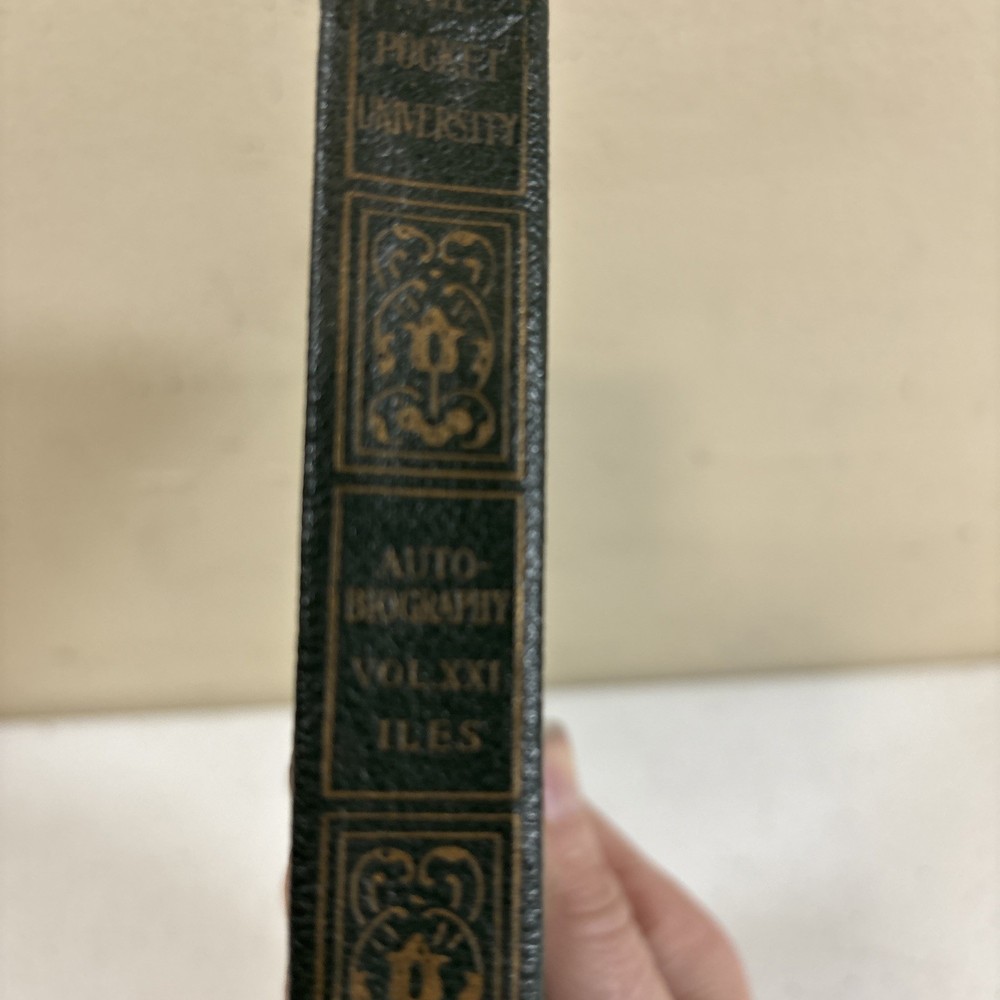 POCKET
UNIVERSITY
AUTO-
BIOGRAPHY
VOL.XXI
ILES